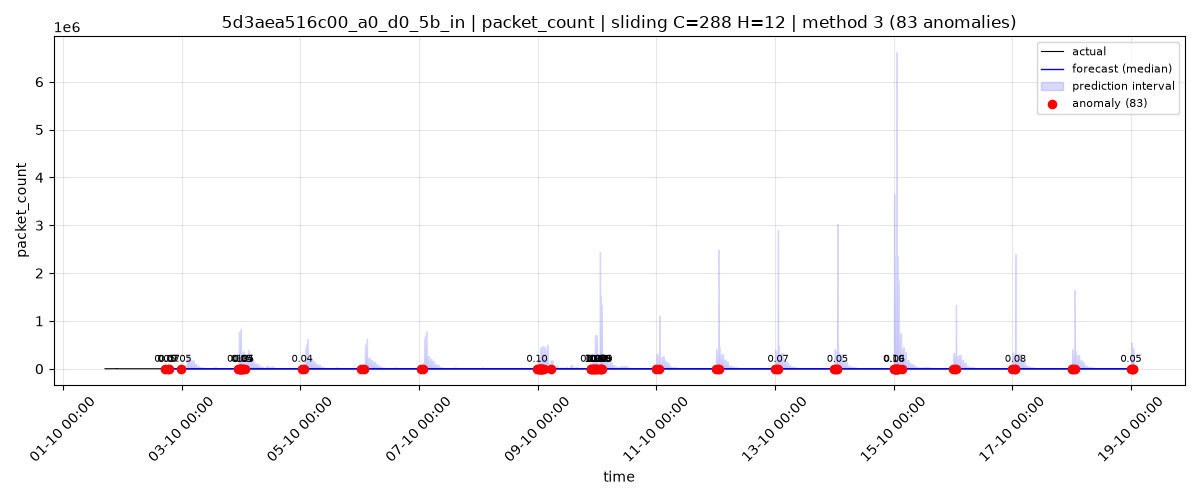 5d3aea516c00_a0_d0_5b_in | packet_count | sliding C=288 H=12 | method 3 (83 anomalies)
1e6
actual
forecast (median)
prediction interval
anomaly (83)
packet_count
6
5
4
3
2
1
0
0.04
0.10
0.07
0.05
0.08
0.05
01-10 00:00
03-10 00:00
05-10 00:00
07-10 00:00
09-10 00:00
11-10 00:00
13-10 00:00
15-10 00:00
17-10 00:00
19-10 00:00
time